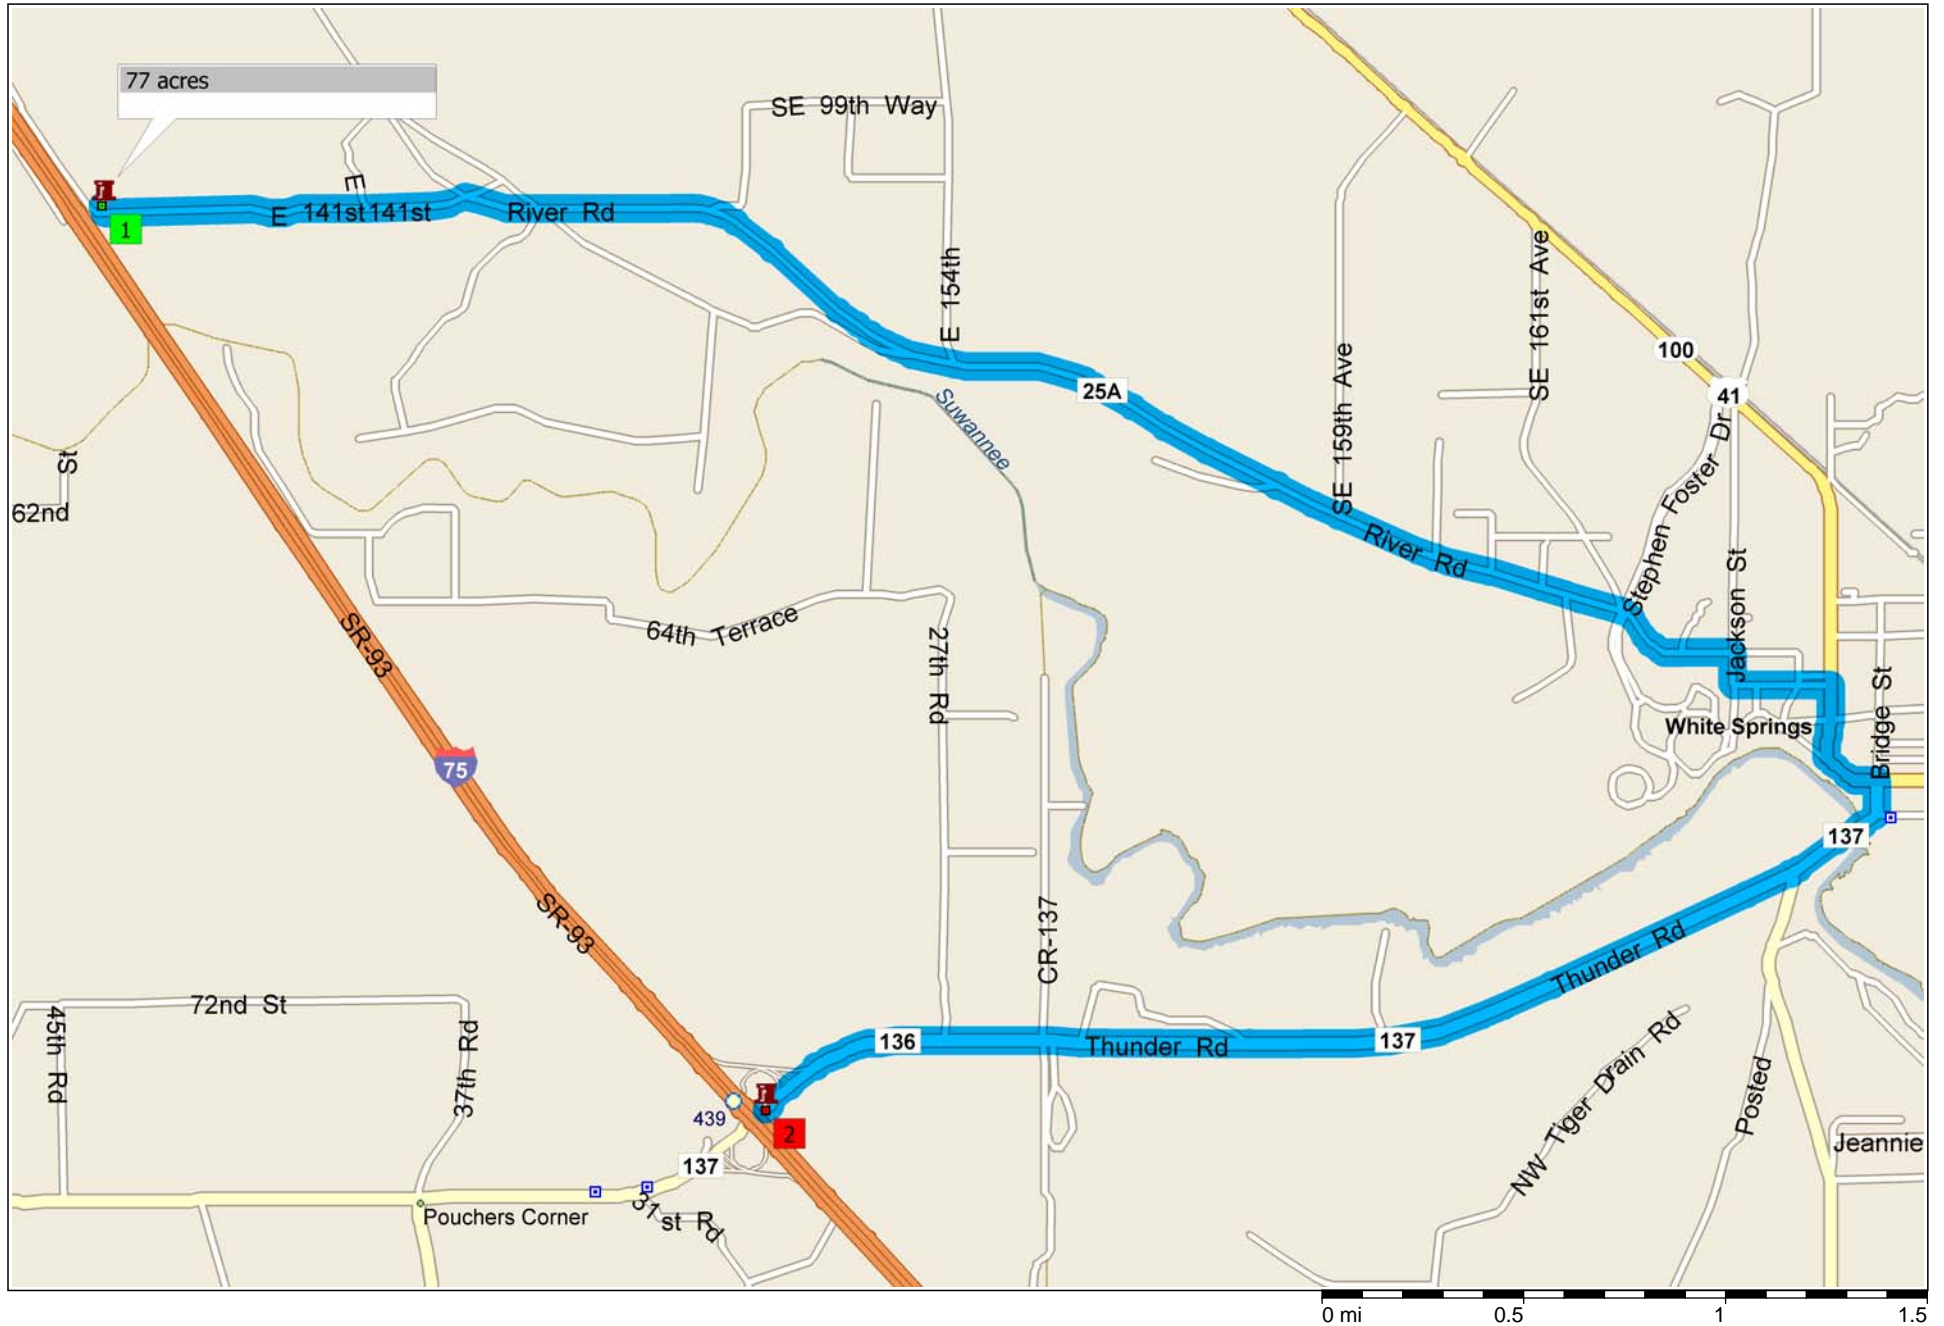 77 acres
SE 99th Way
E
1
E 141st 141st
River Rd
E 154th
SE 161st Ave
100
25A
41
Suwannee
SE 159th Ave
Stephen Foster Dr
St
62nd
River Rd
Jackson St
SR-93
64th Terrace
27th Rd
Bridge St
White Springs
75
137
SR-93
CR-137
Thunder Rd
72nd St
45th Rd
37th Rd
136
Thunder Rd
137
NW Tiger Drain Rd
Posted
439
2
Jeannie
137
31st Rd
Pouchers Corner
0 mi 0.5 1 1.5